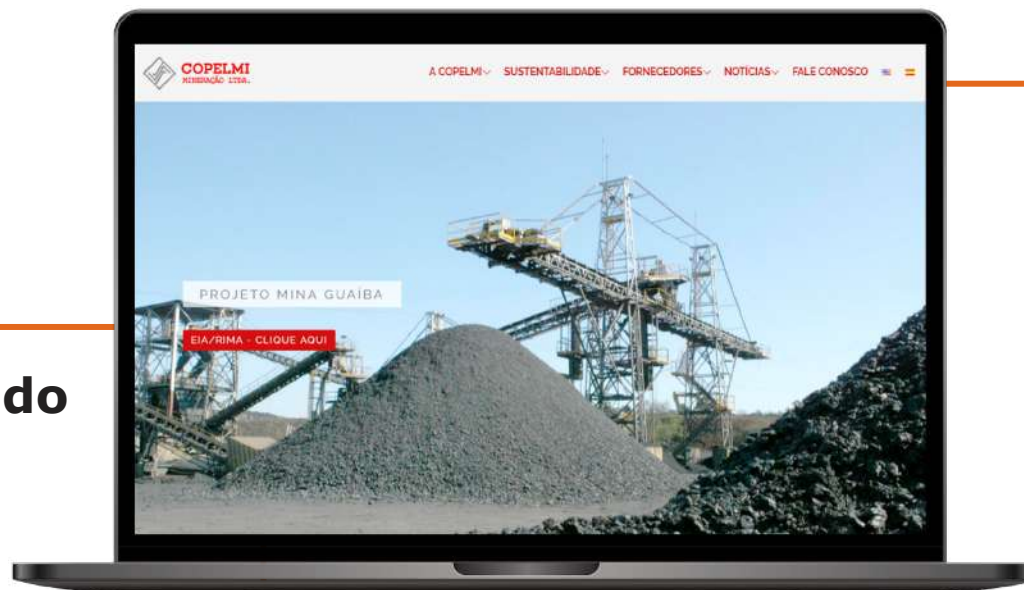 COPELMI
MINERAÇÃO LTDA.
A COPELMI
SUSTENTABILIDADE
FORNECEDORES
NOTÍCIAS
FALE CONOSCO
PROJETO MINA GUAÍBA
EIA/RIMA - CLIQUE AQUI
do